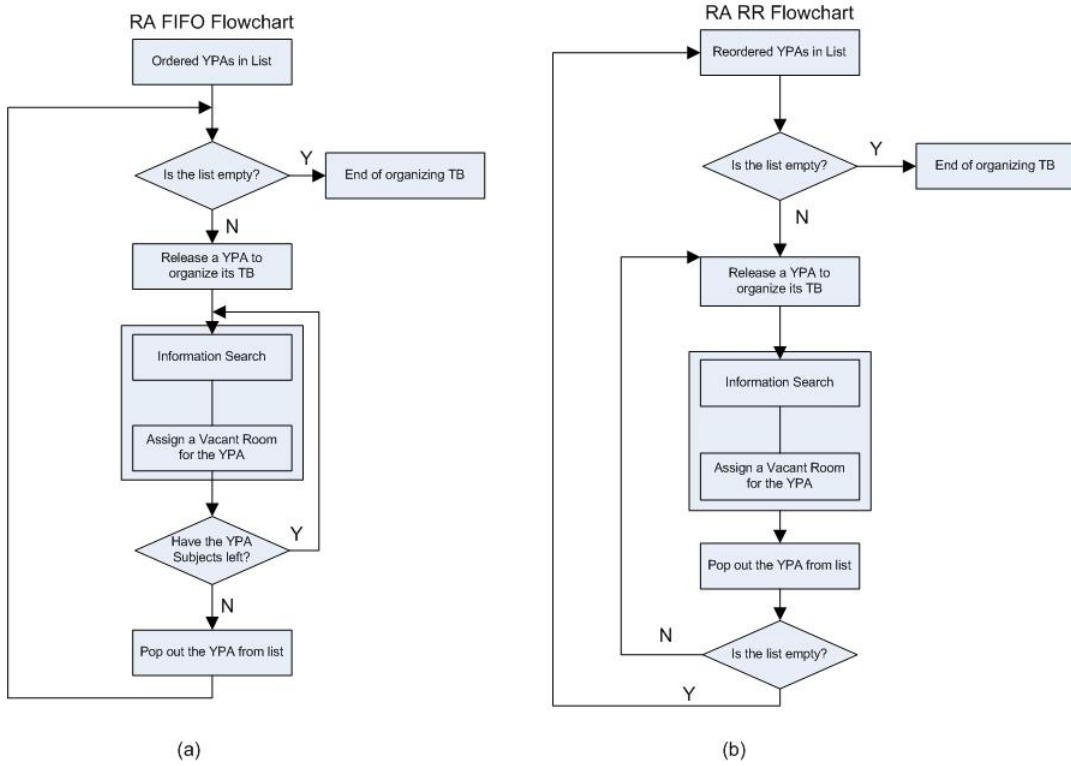 RA FIFO Flowchart
Ordered YPAs in List
Is the list empty?
Y
End of organizing TB
N
Release a YPA to
organize its TB
Information Search
Assign a Vacant Room
for the YPA
Have the YPA
Subjects left?
Y
N
Pop out the YPA from list
(a)
RA RR Flowchart
Reordered YPAs in List
Is the list empty?
Y
End of organizing TB
N
Release a YPA to
organize its TB
Information Search
Assign a Vacant Room
for the YPA
Pop out the YPA from list
N
Is the list empty?
Y
(b)